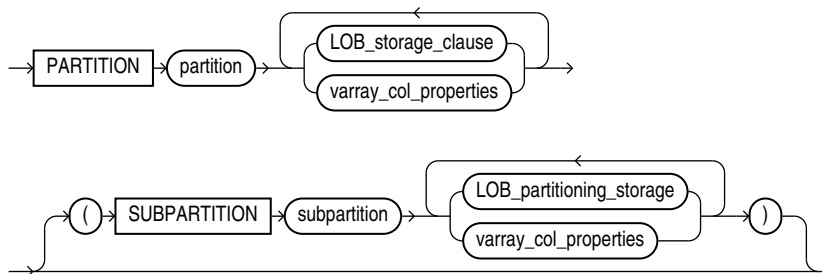 LOB_storage_clause
PARTITION partition
varray_col_properties
LOB_partitioning_storage
( SUBPARTITION subpartition )
varray_col_properties